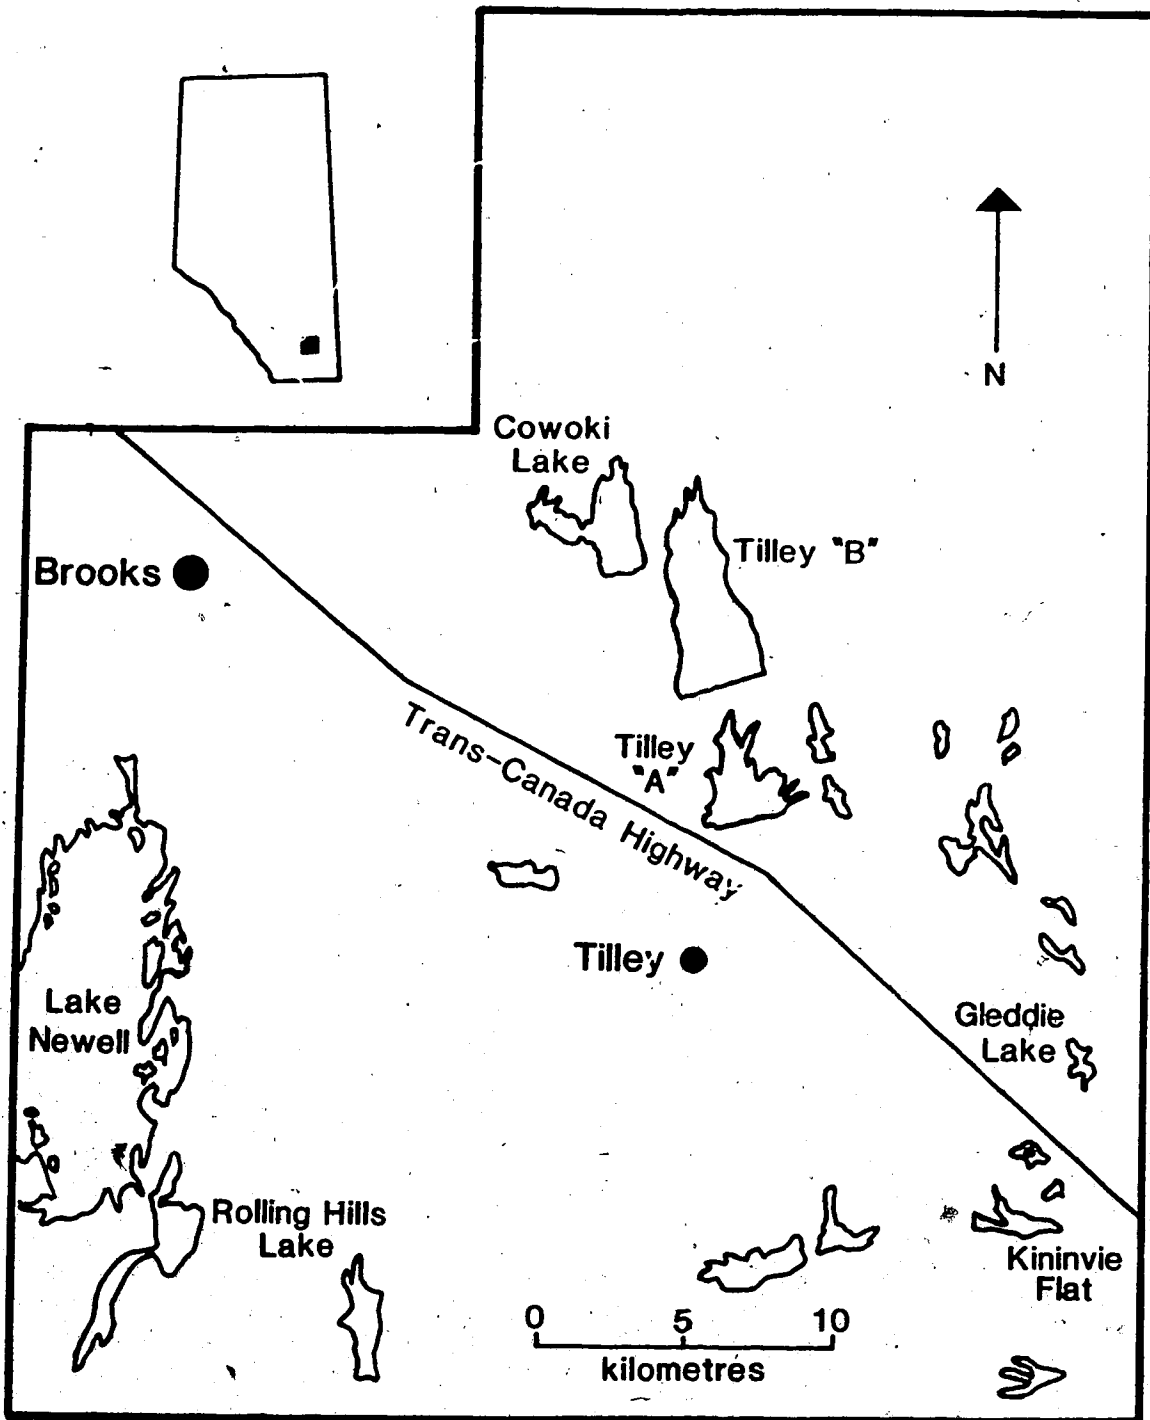 N
Cowoki
Lake
Tilley "B"
Brooks
Tilley
"A"
Trans-Canada Highway
Tilley
Lake
Newell
Gleddie
Lake
Rolling Hills
Lake
Kininvie
Flat
0 5 10
kilometres